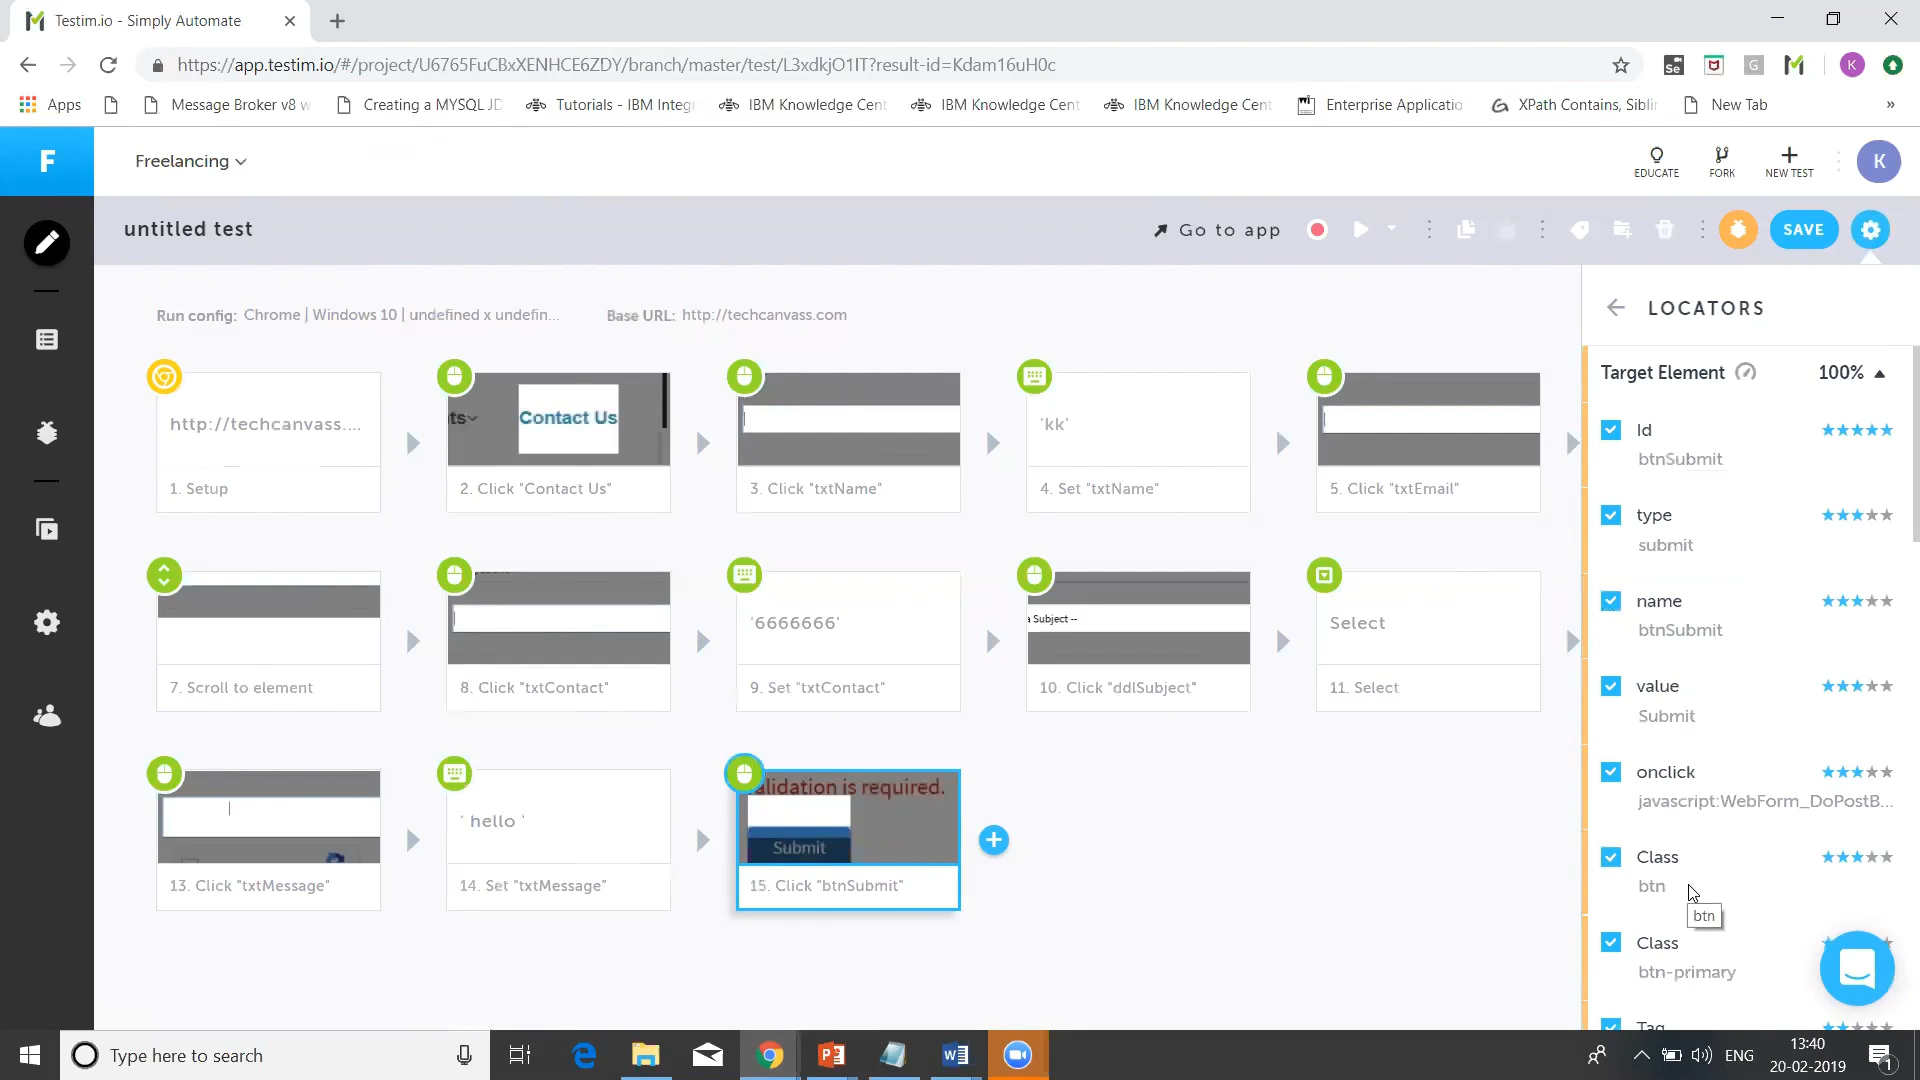 Testim.io - Simply Automate
https://app.testim.io/#/project/U6765FuCBxXENHCE6ZDY/branch/master/test/L3xdkjO1IT?result-id=Kdam16uH0c
Se
G
K
Apps
Message Broker v8 w
Creating a MYSQL JD
Tutorials - IBM Integ
IBM Knowledge Cent
IBM Knowledge Cent
IBM Knowledge Cent
Enterprise Applicatio
XPath Contains, Siblin
New Tab
»
F
Freelancing
EDUCATE
FORK
NEW TEST
K
untitled test
Go to app
SAVE
Run config: Chrome | Windows 10 | undefined x undefin...
Base URL: http://techcanvass.com
LOCATORS
Target Element 100%
http://techcanvass....
1. Setup
nts
Contact Us
2. Click "Contact Us"
3. Click "txtName"
'kk'
4. Set "txtName"
5. Click "txtEmail"
7. Scroll to element
8. Click "txtContact"
'6666666'
9. Set "txtContact"
a Subject --
10. Click "ddlSubject"
Select
11. Select
13. Click "txtMessage"
' hello '
14. Set "txtMessage"
alidation is required.
Submit
15. Click "btnSubmit"
Id
btnSubmit
type
submit
name
btnSubmit
value
Submit
onclick
javascript:WebForm_DoPostB...
Class
btn
btn
Class
btn-primary
Tag
Type here to search
ENG
13:40
20-02-2019
1